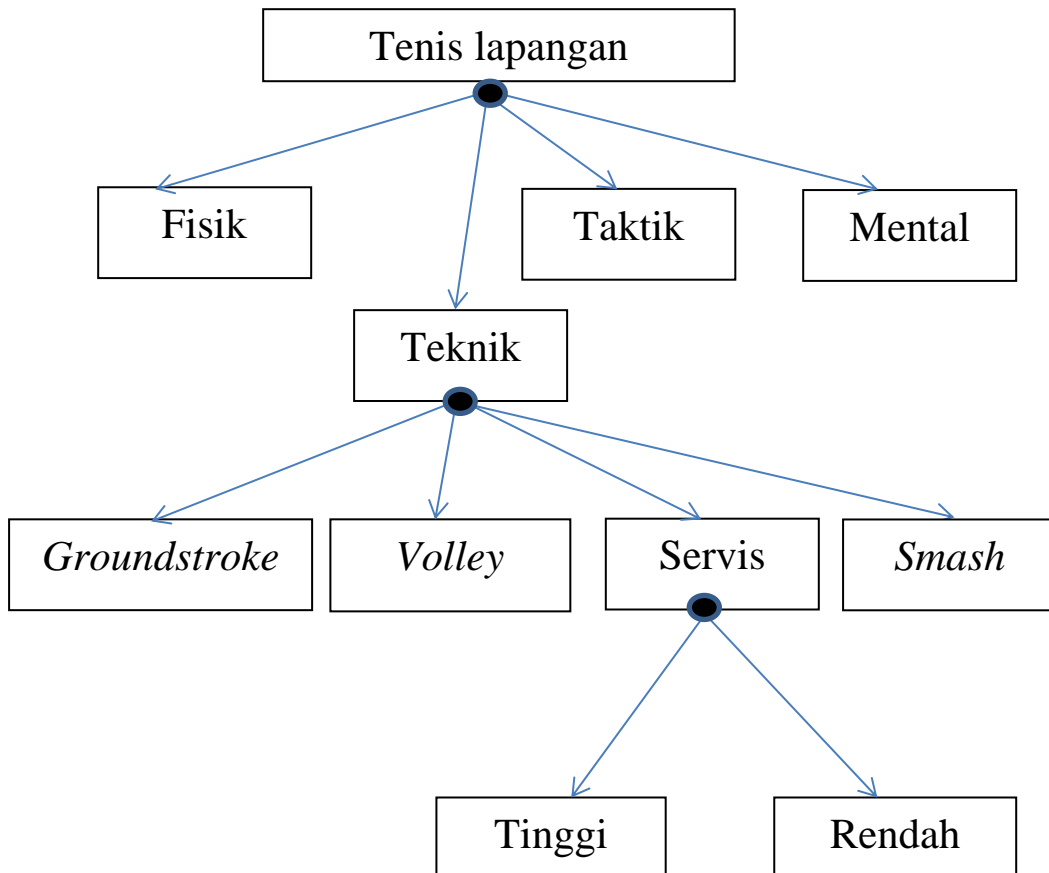 Tenis lapangan
Fisik
Taktik
Mental
Teknik
Groundstroke
Volley
Servis
Smash
Tinggi
Rendah